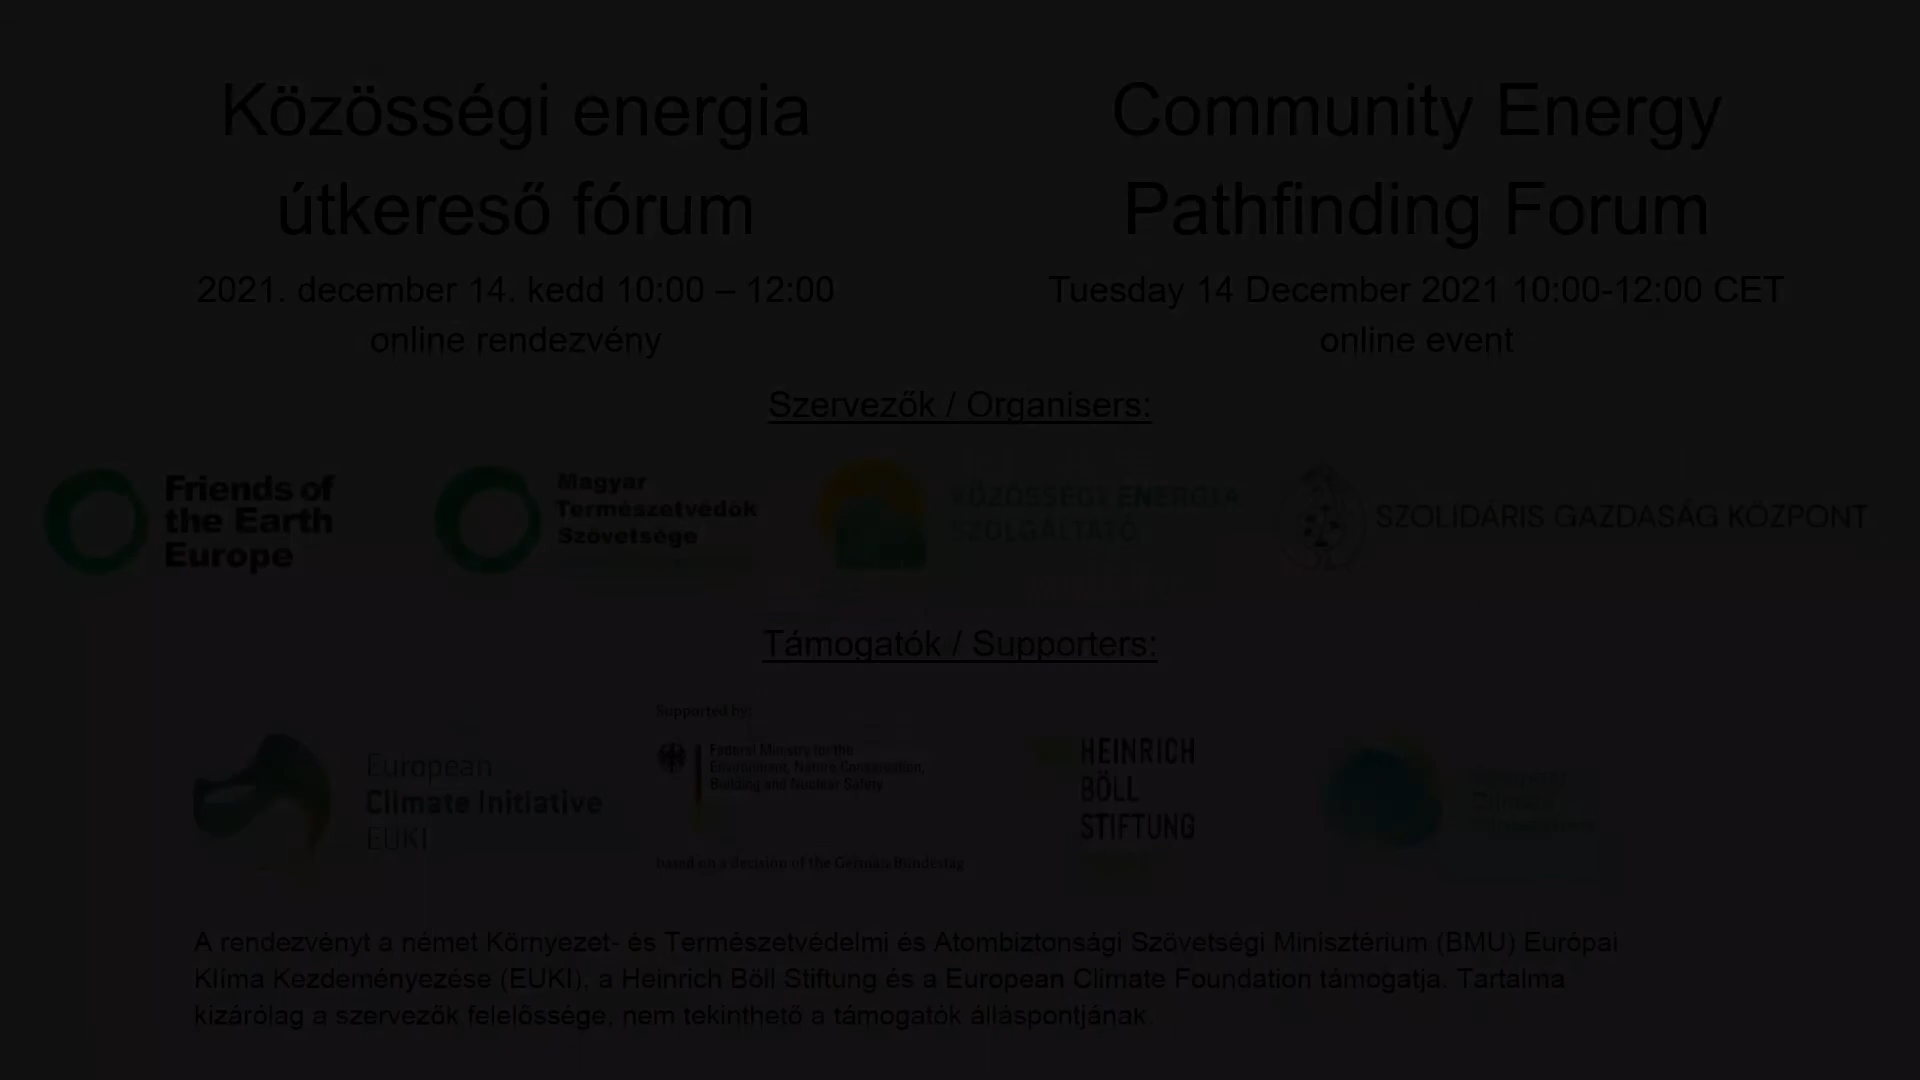 Közösségi energia
útkereső fórum
2021. december 14. kedd 10:00 – 12:00
online rendezvény
Community Energy
Pathfinding Forum
Tuesday 14 December 2021 10:00-12:00 CET
online event
Szervezők / Organisers:
Friends of
the Earth
Europe
Magyar
Természetvédők
Szövetsége
KÖZÖSSÉGI ENERGIA
SZOLGÁLTATÓ
SZOLIDÁRIS GAZDASÁG KÖZPONT
Támogatók / Supporters:
European
Climate Initiative
EUKI
Supported by:
Federal Ministry for the
Environment, Nature Conservation,
Building and Nuclear Safety
based on a decision of the German Bundestag
HEINRICH
BÖLL
STIFTUNG
A rendezvényt a német Környezet- és Természetvédelmi és Atombiztonsági Szövetségi Minisztérium (BMU) Európai
Klíma Kezdeményezése (EUKI), a Heinrich Böll Stiftung és a European Climate Foundation támogatja. Tartalma
kizárólag a szervezők felelőssége, nem tekinthető a támogatók álláspontjának.